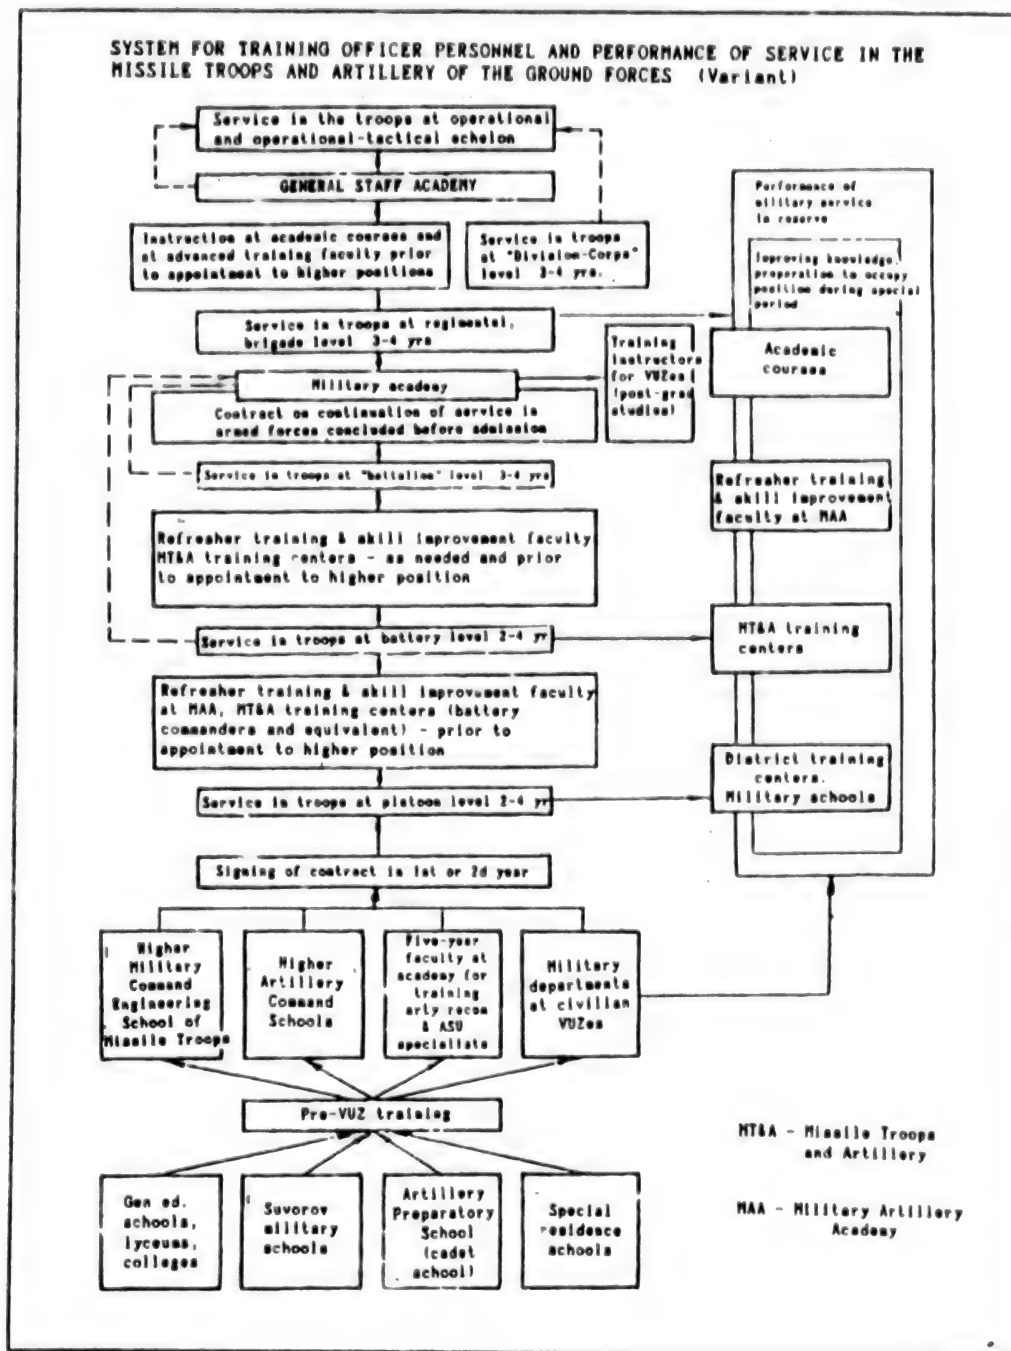 SYSTEM FOR TRAINING OFFICER PERSONNEL AND PERFORMANCE OF SERVICE IN THE
MISSILE TROOPS AND ARTILLERY OF THE GROUND FORCES (Variant)
Service in the troops at operational
and operational-tactical echelon
GENERAL STAFF ACADEMY
Instruction at academic courses and
at advanced training faculty prior
to appointment to higher positions
Service in troops
at "Division-Corps"
level 3-4 yrs.
Service in troops at regimental,
brigade level 3-4 yrs
Military academy
Contract on continuation of service in
armed forces concluded before admission
Training
instructors
for VUZes
(post-grad
studies)
Service in troops at "battalion" level 3-4 yrs
Refresher training & skill improvement faculty
MT&A training centers - as needed and prior
to appointment to higher position
Service in troops at battery level 2-4 yr
Refresher training & skill improvument faculty
at MAA, MT&A training centers (battery
commanders and equivalent) - prior to
appointment to higher position
Service in troops at platoon level 2-4 yr
Signing of contract in 1st or 2d year
Performance of
military service
in reserve
Improving knowledge,
preparation to occupy
position during special
period
Academic
courses
Refresher training
& skill improvement
faculty at MAA
MT&A training
centers
District training
centers.
Military schools
Higher
Military
Command
Engineering
School of
Missile Troops
Higher
Artillery
Command
Schools
Five-year
faculty at
academy for
training
arty recon
& ASU
specialists
Military
departments
at civilian
VUZes
Pre-VUZ training
Gen ed.
schools,
lyceums,
colleges
Suvorov
military
schools
Artillery
Preparatory
School
(cadet
school)
Special
residence
schools
MT&A - Missile Troops
and Artillery
MAA - Military Artillery
Academy